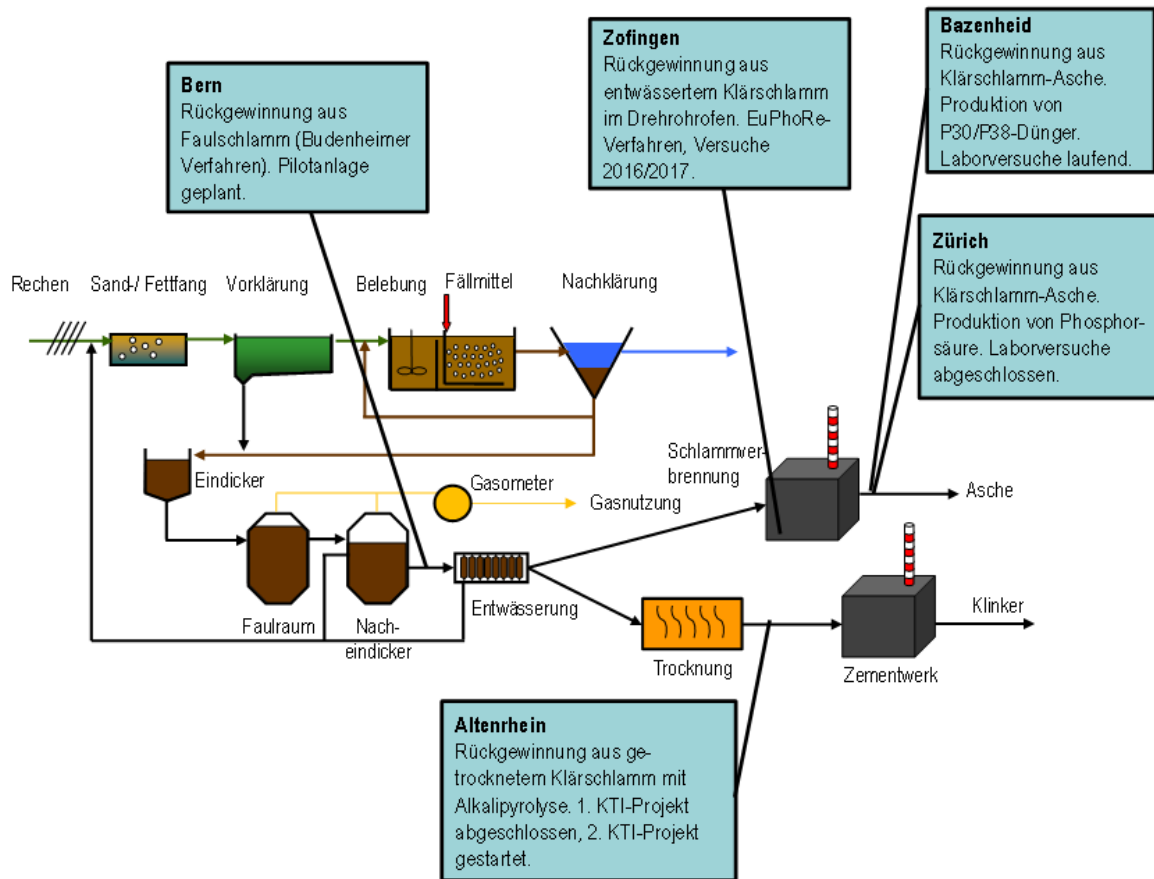 Bern
Rückgewinnung aus
Faulschlamm (Budenheimer
Verfahren). Pilotanlage
geplant.
Zofingen
Rückgewinnung aus
entwässertem Klärschlamm
im Drehrohrofen. EuPhoRe-
Verfahren, Versuche
2016/2017.
Bazenheid
Rückgewinnung aus
Klärschlamm-Asche.
Produktion von
P30/P38-Dünger.
Laborversuche laufend.
Zürich
Rückgewinnung aus
Klärschlamm-Asche.
Produktion von Phosphor-
säure. Laborversuche
abgeschlossen.
Rechen
Sand-/ Fettfang
Vorklärung
Belebung
Fällmittel
Nachklärung
Eindicker
Gasometer
Gasnutzung
Schlammver-
brennung
Asche
Faulraum
Nach-
eindicker
Entwässerung
Trocknung
Zementwerk
Klinker
Altenrhein
Rückgewinnung aus ge-
trocknetem Klärschlamm mit
Alkalipyrolyse. 1. KTI-Projekt
abgeschlossen, 2. KTI-Projekt
gestartet.